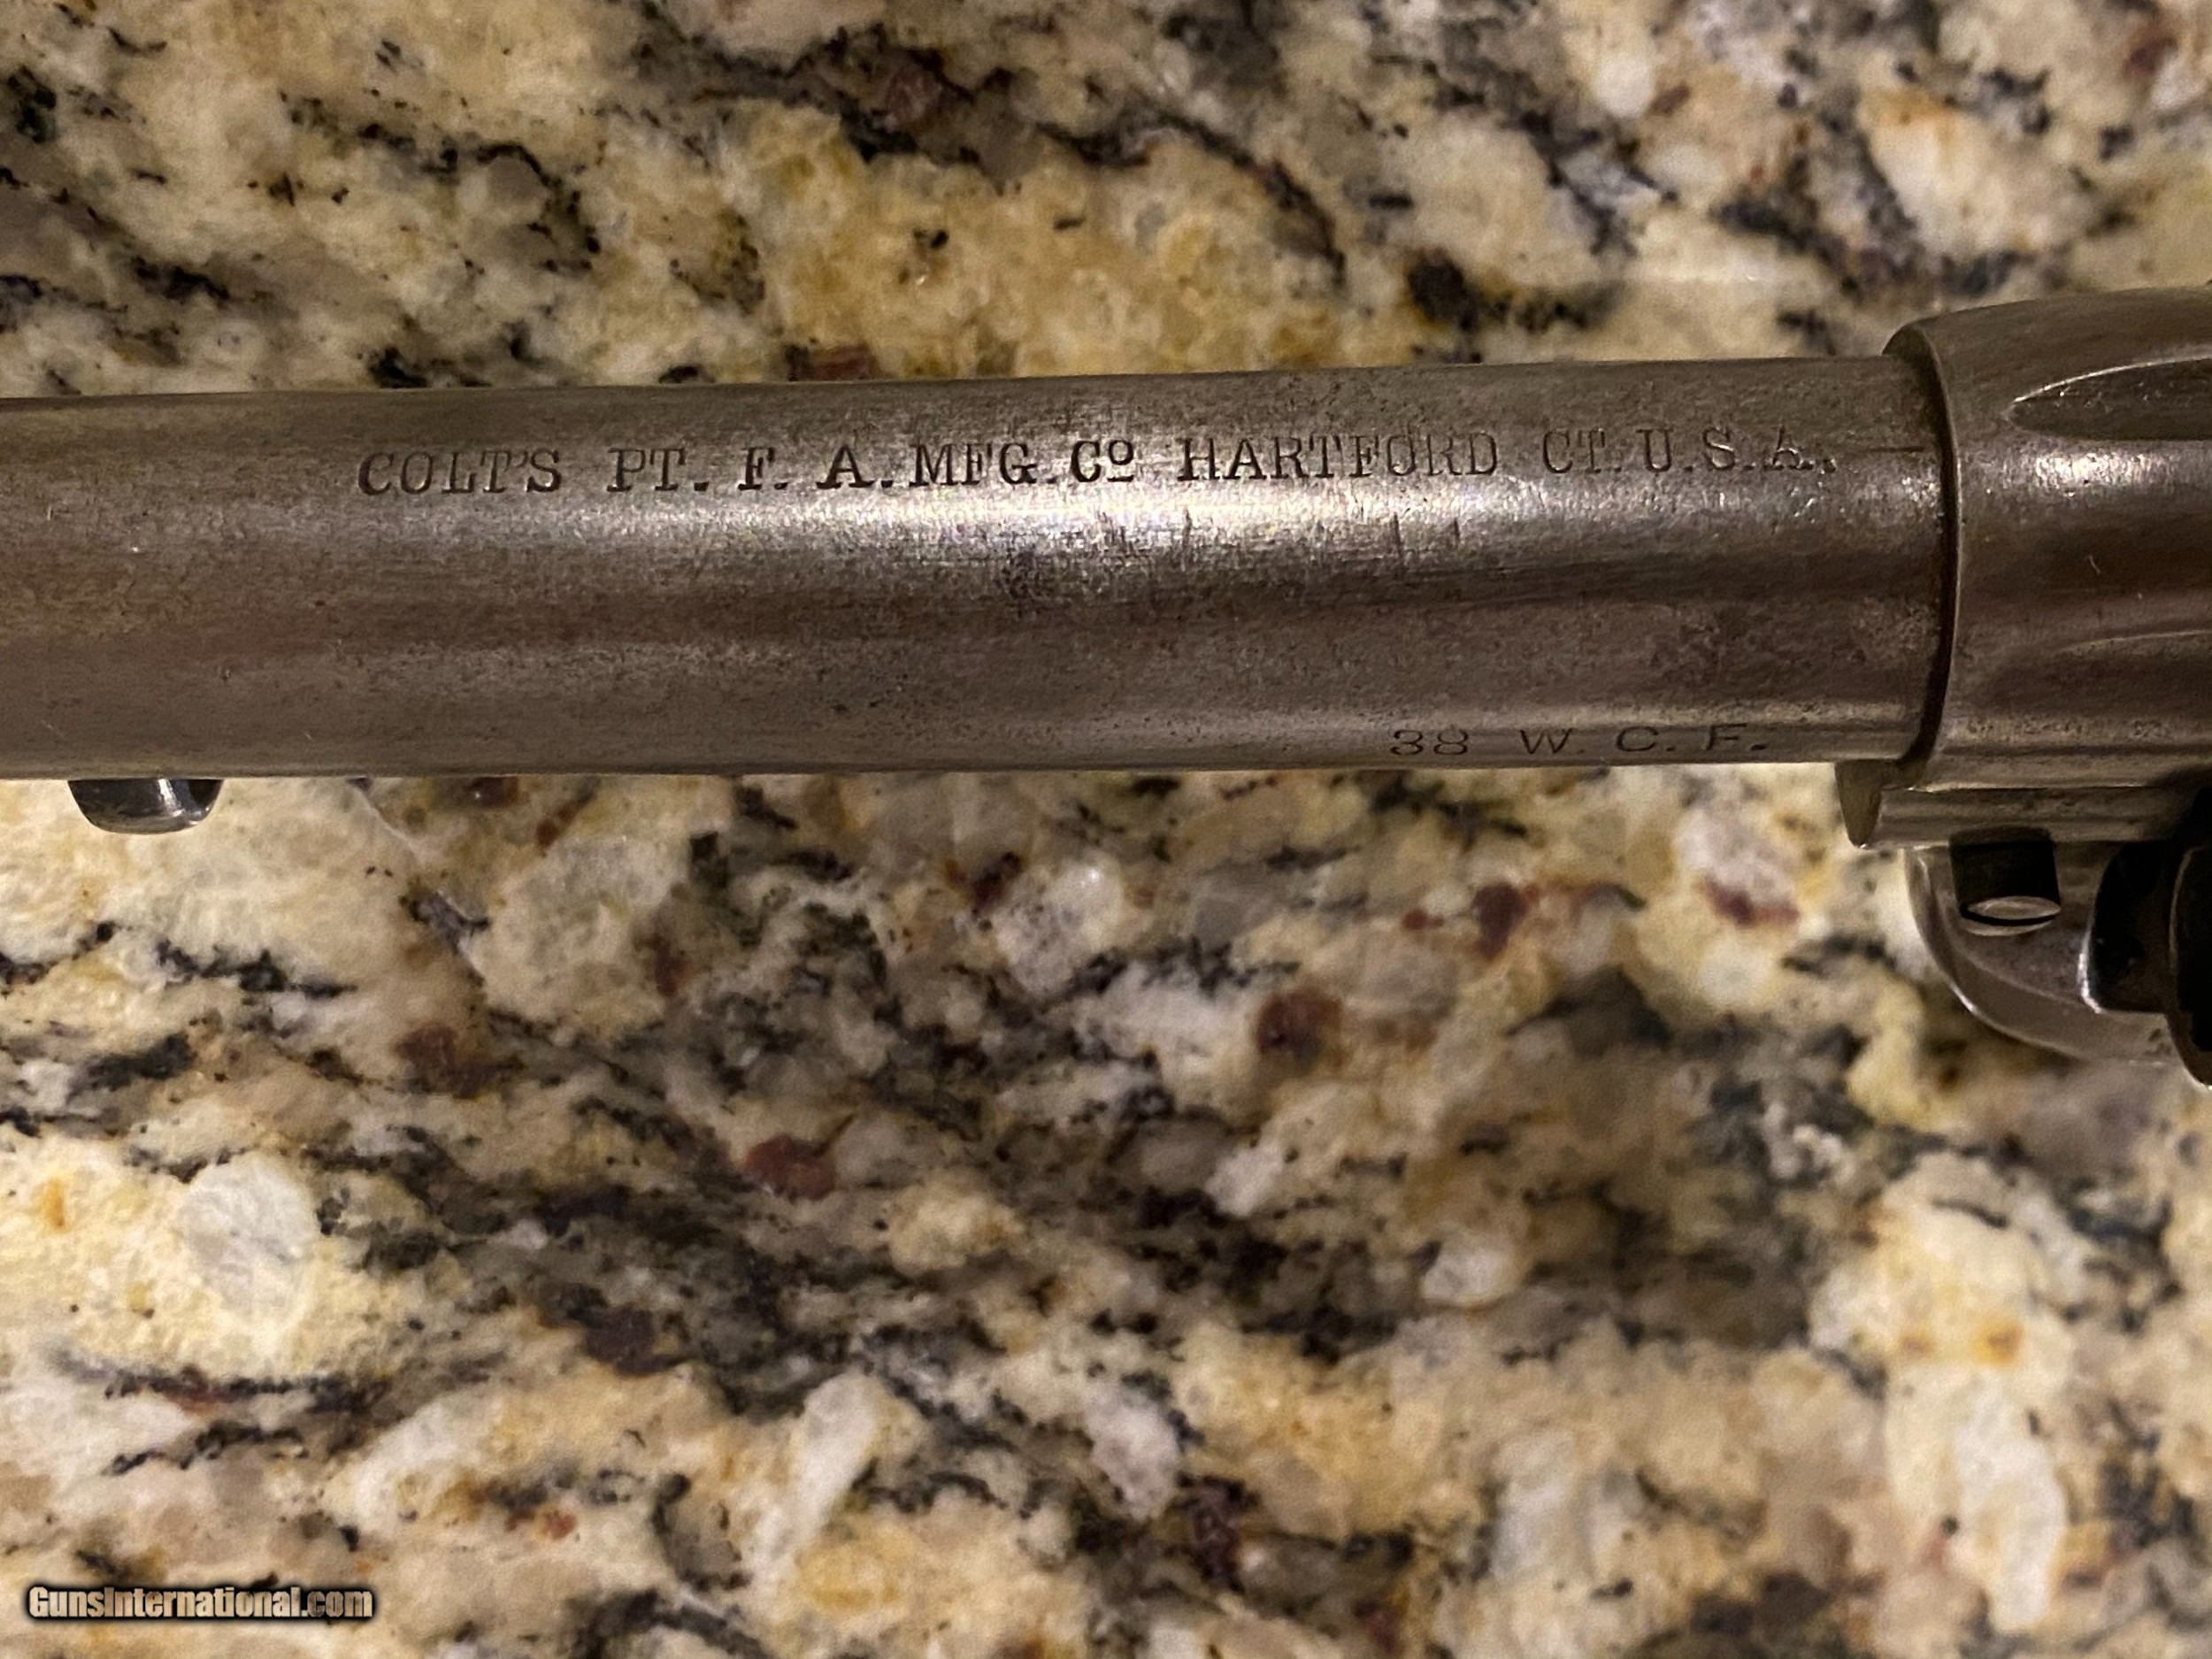 COLT'S PT. F. A. MFG. Cº HARTFORD CT. U.S.A.
38 W. C. F.
GunsInternational.com